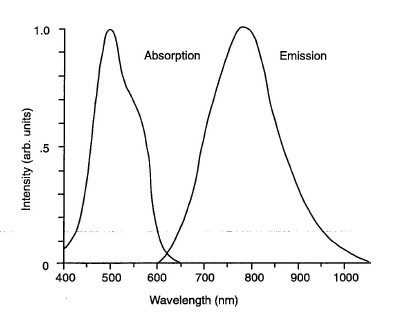 1.0
Absorption
Emission
.5
Intensity (arb. units)
0
400 500 600 700 800 900 1000
Wavelength (nm)